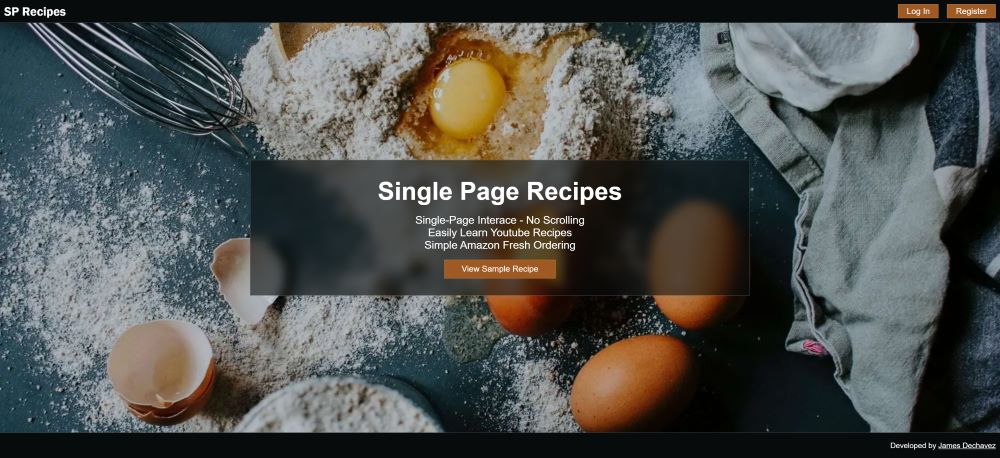 SP Recipes
Log In
Register
Single Page Recipes
Single-Page Interace - No Scrolling
Easily Learn Youtube Recipes
Simple Amazon Fresh Ordering
View Sample Recipe
Developed by James Dechavez